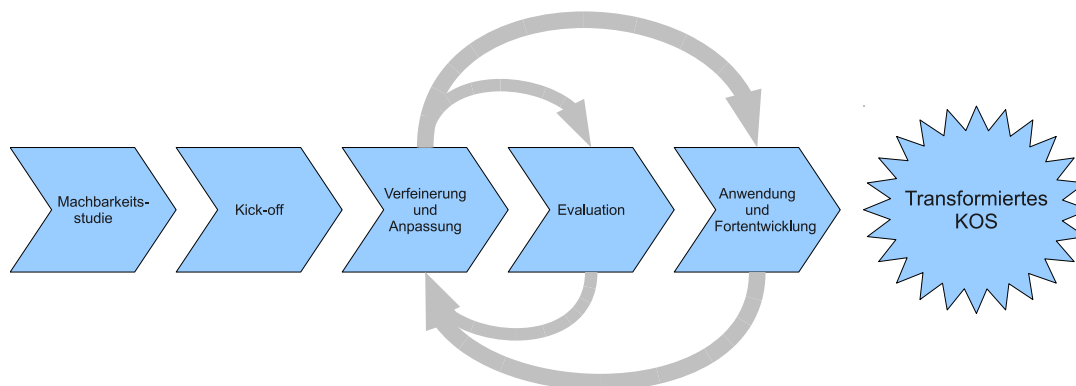 Machbarkeits-
studie
Kick-off
Verfeinerung
und
Anpassung
Evaluation
Anwendung
und
Fortentwicklung
Transformiertes
KOS